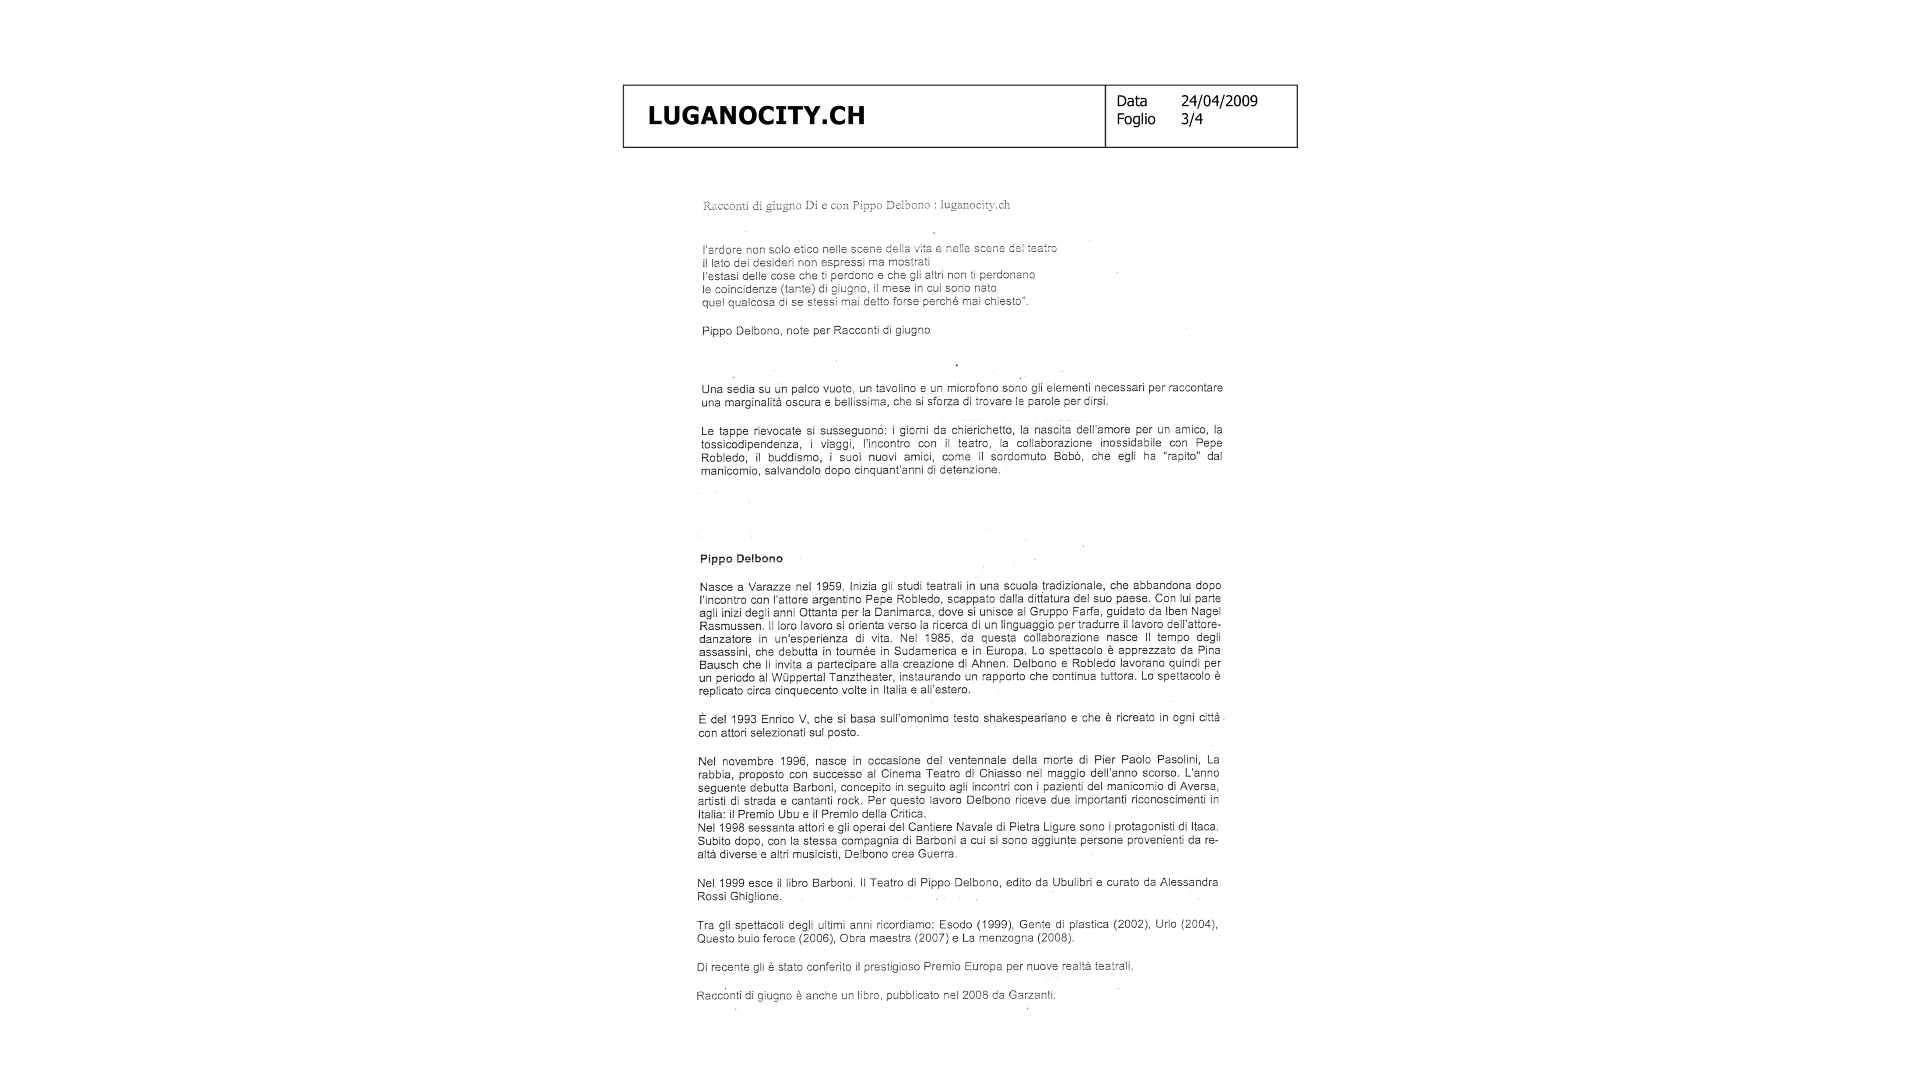 LUGANOCITY.CH
Data 24/04/2009
Foglio 3/4
Racconti di giugno Di e con Pippo Delbono : luganocity.ch
l'ardore non solo etico nelle scene della vita e nelle scene del teatro
il lato dei desideri non espressi ma mostrati
l'estasi delle cose che ti perdono e che gli altri non ti perdonano
le coincidenze (tante) di giugno, il mese in cui sono nato
quel qualcosa di se stessi mai detto forse perché mai chiesto".
Pippo Delbono, note per Racconti di giugno
Una sedia su un palco vuoto, un tavolino e un microfono sono gli elementi necessari per raccontare
una marginalità oscura e bellissima, che si sforza di trovare le parole per dirsi.
Le tappe rievocate si susseguono: i giorni da chierichetto, la nascita dell'amore per un amico, la
tossicodipendenza, i viaggi, l'incontro con il teatro, la collaborazione inossidabile con Pepe
Robledo, il buddismo, i suoi nuovi amici, come il sordomuto Bobò, che egli ha "rapito" dal
manicomio, salvandolo dopo cinquant'anni di detenzione.
Pippo Delbono
Nasce a Varazze nel 1959. Inizia gli studi teatrali in una scuola tradizionale, che abbandona dopo
l'incontro con l'attore argentino Pepe Robledo, scappato dalla dittatura del suo paese. Con lui parte
agli inizi degli anni Ottanta per la Danimarca, dove si unisce al Gruppo Farfa, guidato da Iben Nagel
Rasmussen. Il loro lavoro si orienta verso la ricerca di un linguaggio per tradurre il lavoro dell'attore-
danzatore in un'esperienza di vita. Nel 1985, da questa collaborazione nasce Il tempo degli
assassini, che debutta in tournée in Sudamerica e in Europa. Lo spettacolo è apprezzato da Pina
Bausch che li invita a partecipare alla creazione di Ahnen. Delbono e Robledo lavorano quindi per
un periodo al Wüppertal Tanztheater, instaurando un rapporto che continua tuttora. Lo spettacolo è
replicato circa cinquecento volte in Italia e all'estero.
È del 1993 Enrico V, che si basa sull'omonimo testo shakespeariano e che è ricreato in ogni città
con attori selezionati sul posto.
Nel novembre 1996, nasce in occasione del ventennale della morte di Pier Paolo Pasolini, La
rabbia, proposto con successo al Cinema Teatro di Chiasso nel maggio dell'anno scorso. L'anno
seguente debutta Barboni, concepito in seguito agli incontri con i pazienti del manicomio di Aversa,
artisti di strada e cantanti rock. Per questo lavoro Delbono riceve due importanti riconoscimenti in
Italia: il Premio Ubu e il Premio della Critica.
Nel 1998 sessanta attori e gli operai del Cantiere Navale di Pietra Ligure sono i protagonisti di Itaca.
Subito dopo, con la stessa compagnia di Barboni a cui si sono aggiunte persone provenienti da re-
altà diverse e altri musicisti, Delbono crea Guerra.
Nel 1999 esce il libro Barboni. Il Teatro di Pippo Delbono, edito da Ubulibri e curato da Alessandra
Rossi Ghiglione.
Tra gli spettacoli degli ultimi anni ricordiamo: Esodo (1999), Gente di plastica (2002), Urlo (2004),
Questo buio feroce (2006), Obra maestra (2007) e La menzogna (2008).
Di recente gli è stato conferito il prestigioso Premio Europa per nuove realtà teatrali.
Racconti di giugno è anche un libro, pubblicato nel 2008 da Garzanti.